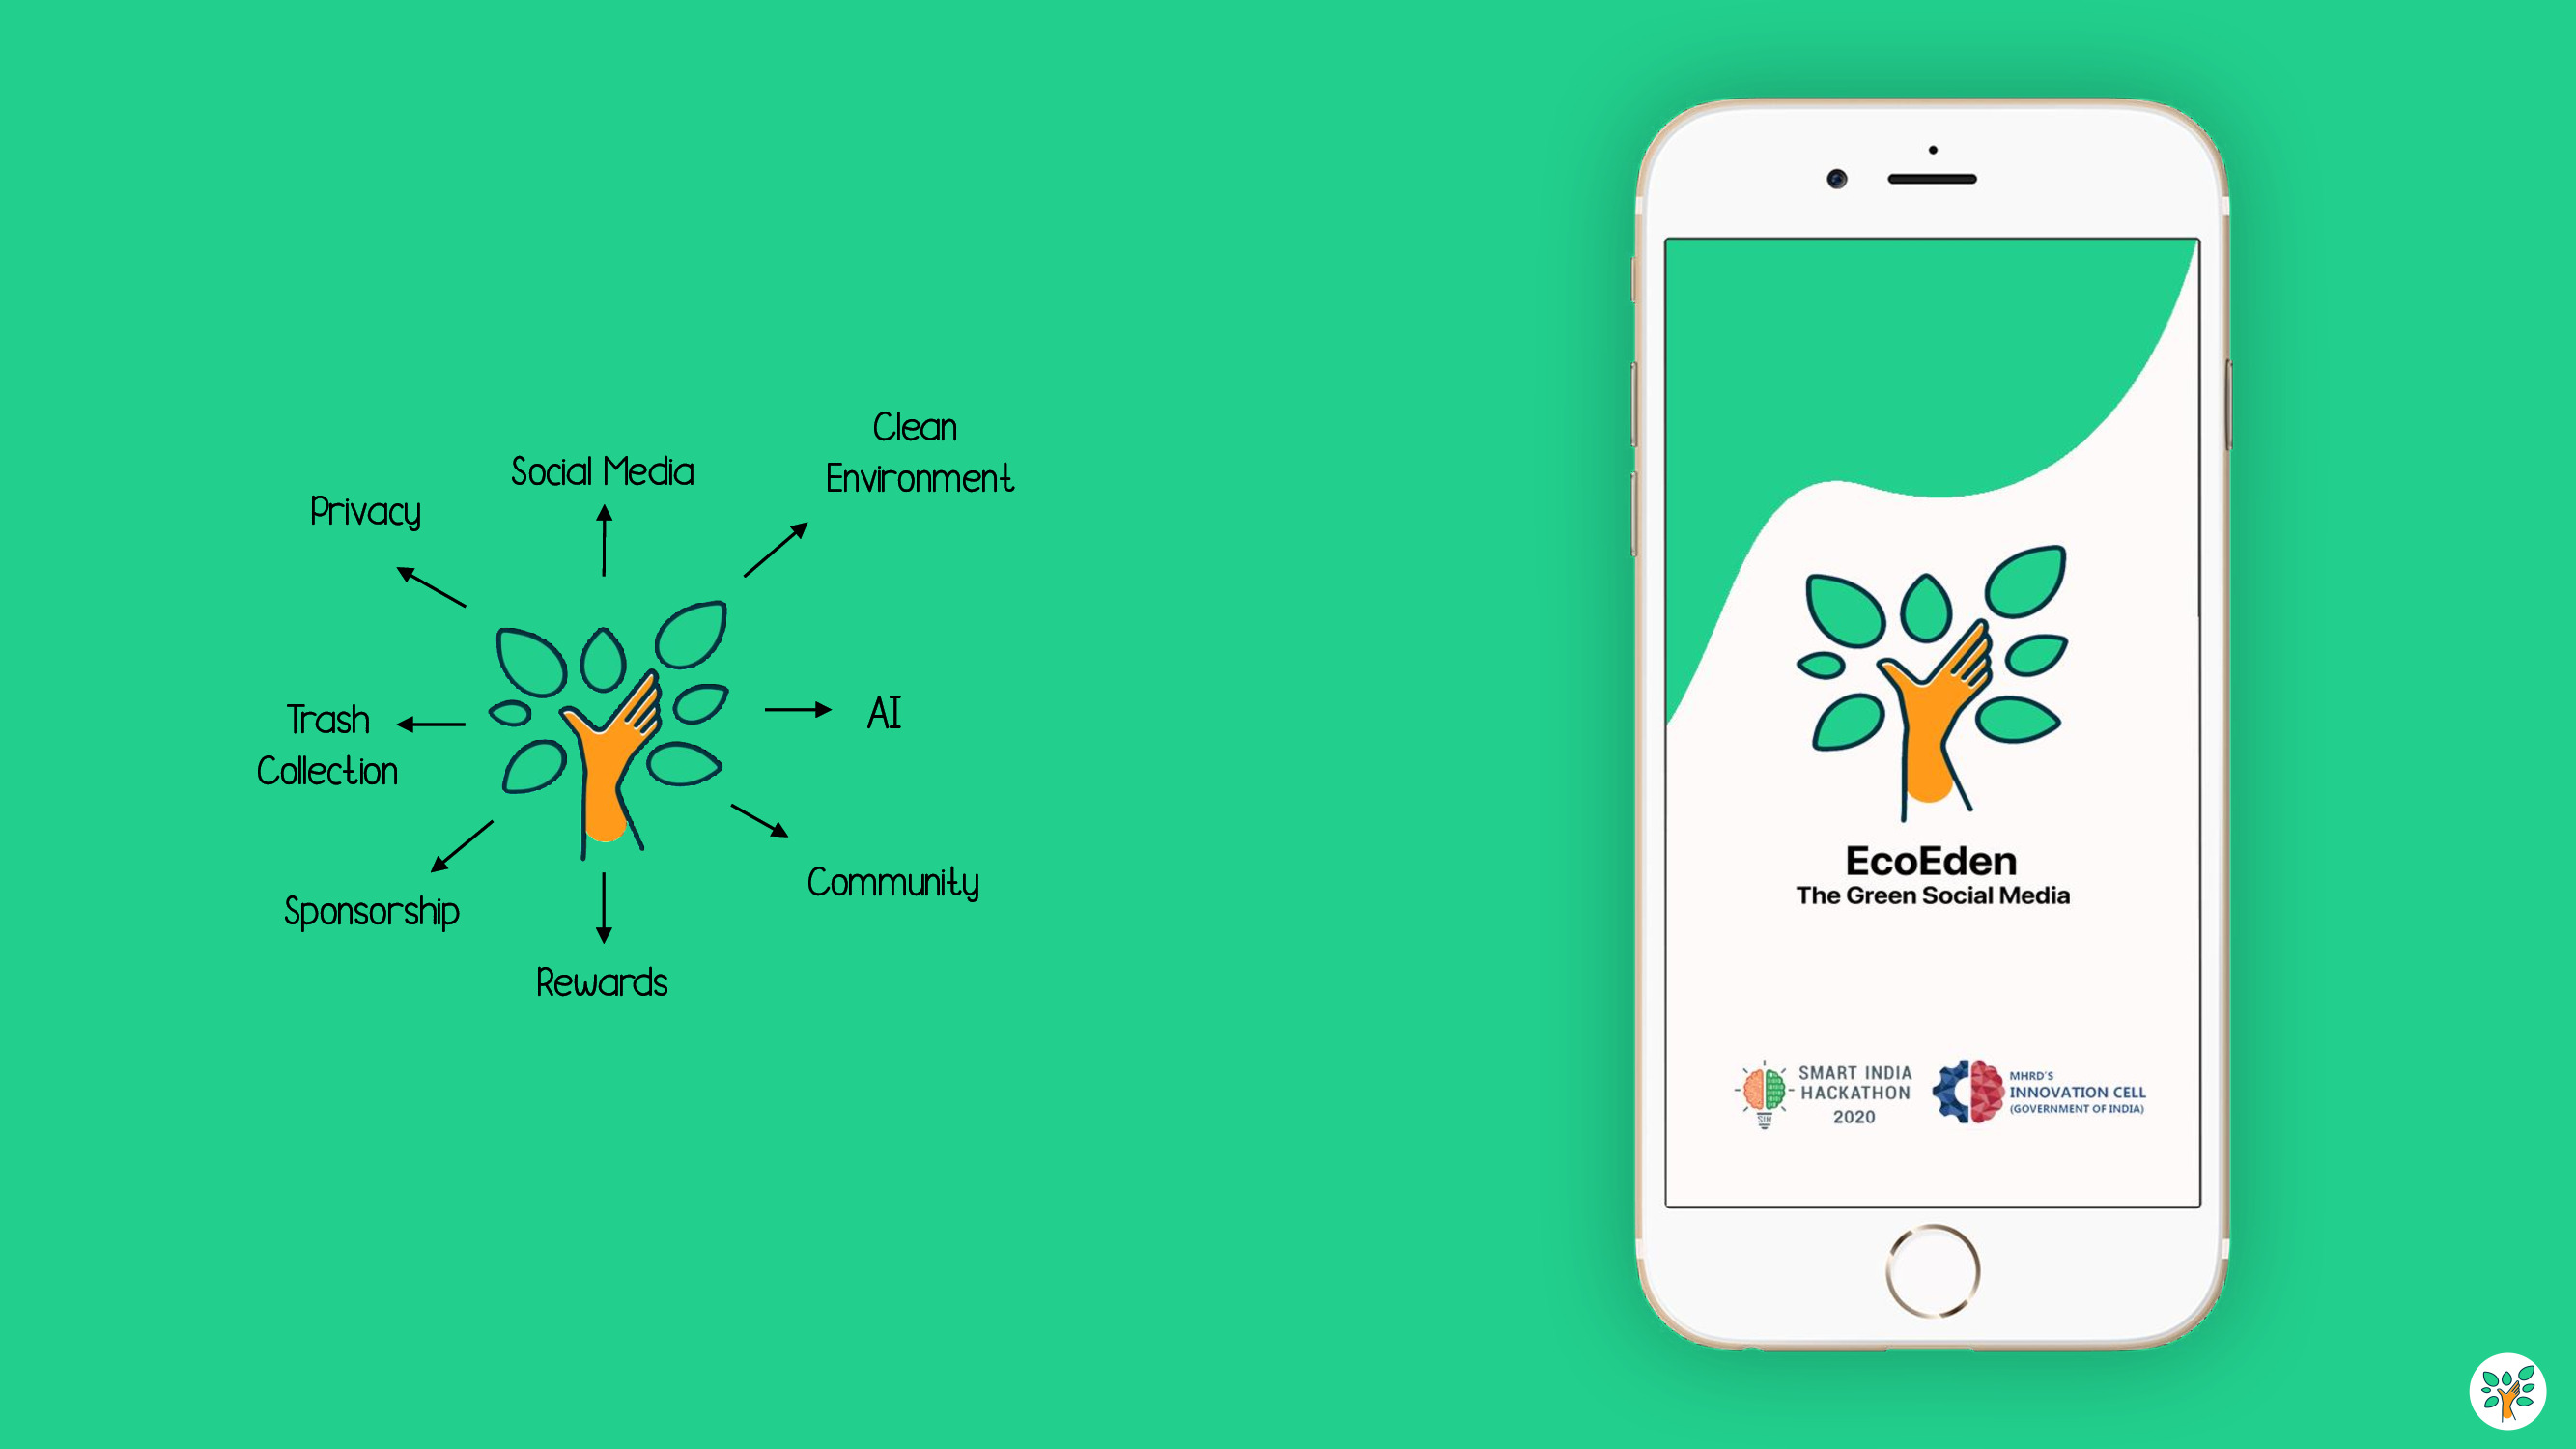 Clean
Environment
Social Media
Privacy
AI
Trash
Collection
Community
Sponsorship
Rewards
EcoEden
The Green Social Media
SMART INDIA
HACKATHON
2020
SIH
MHRD'S
INNOVATION CELL
(GOVERNMENT OF INDIA)